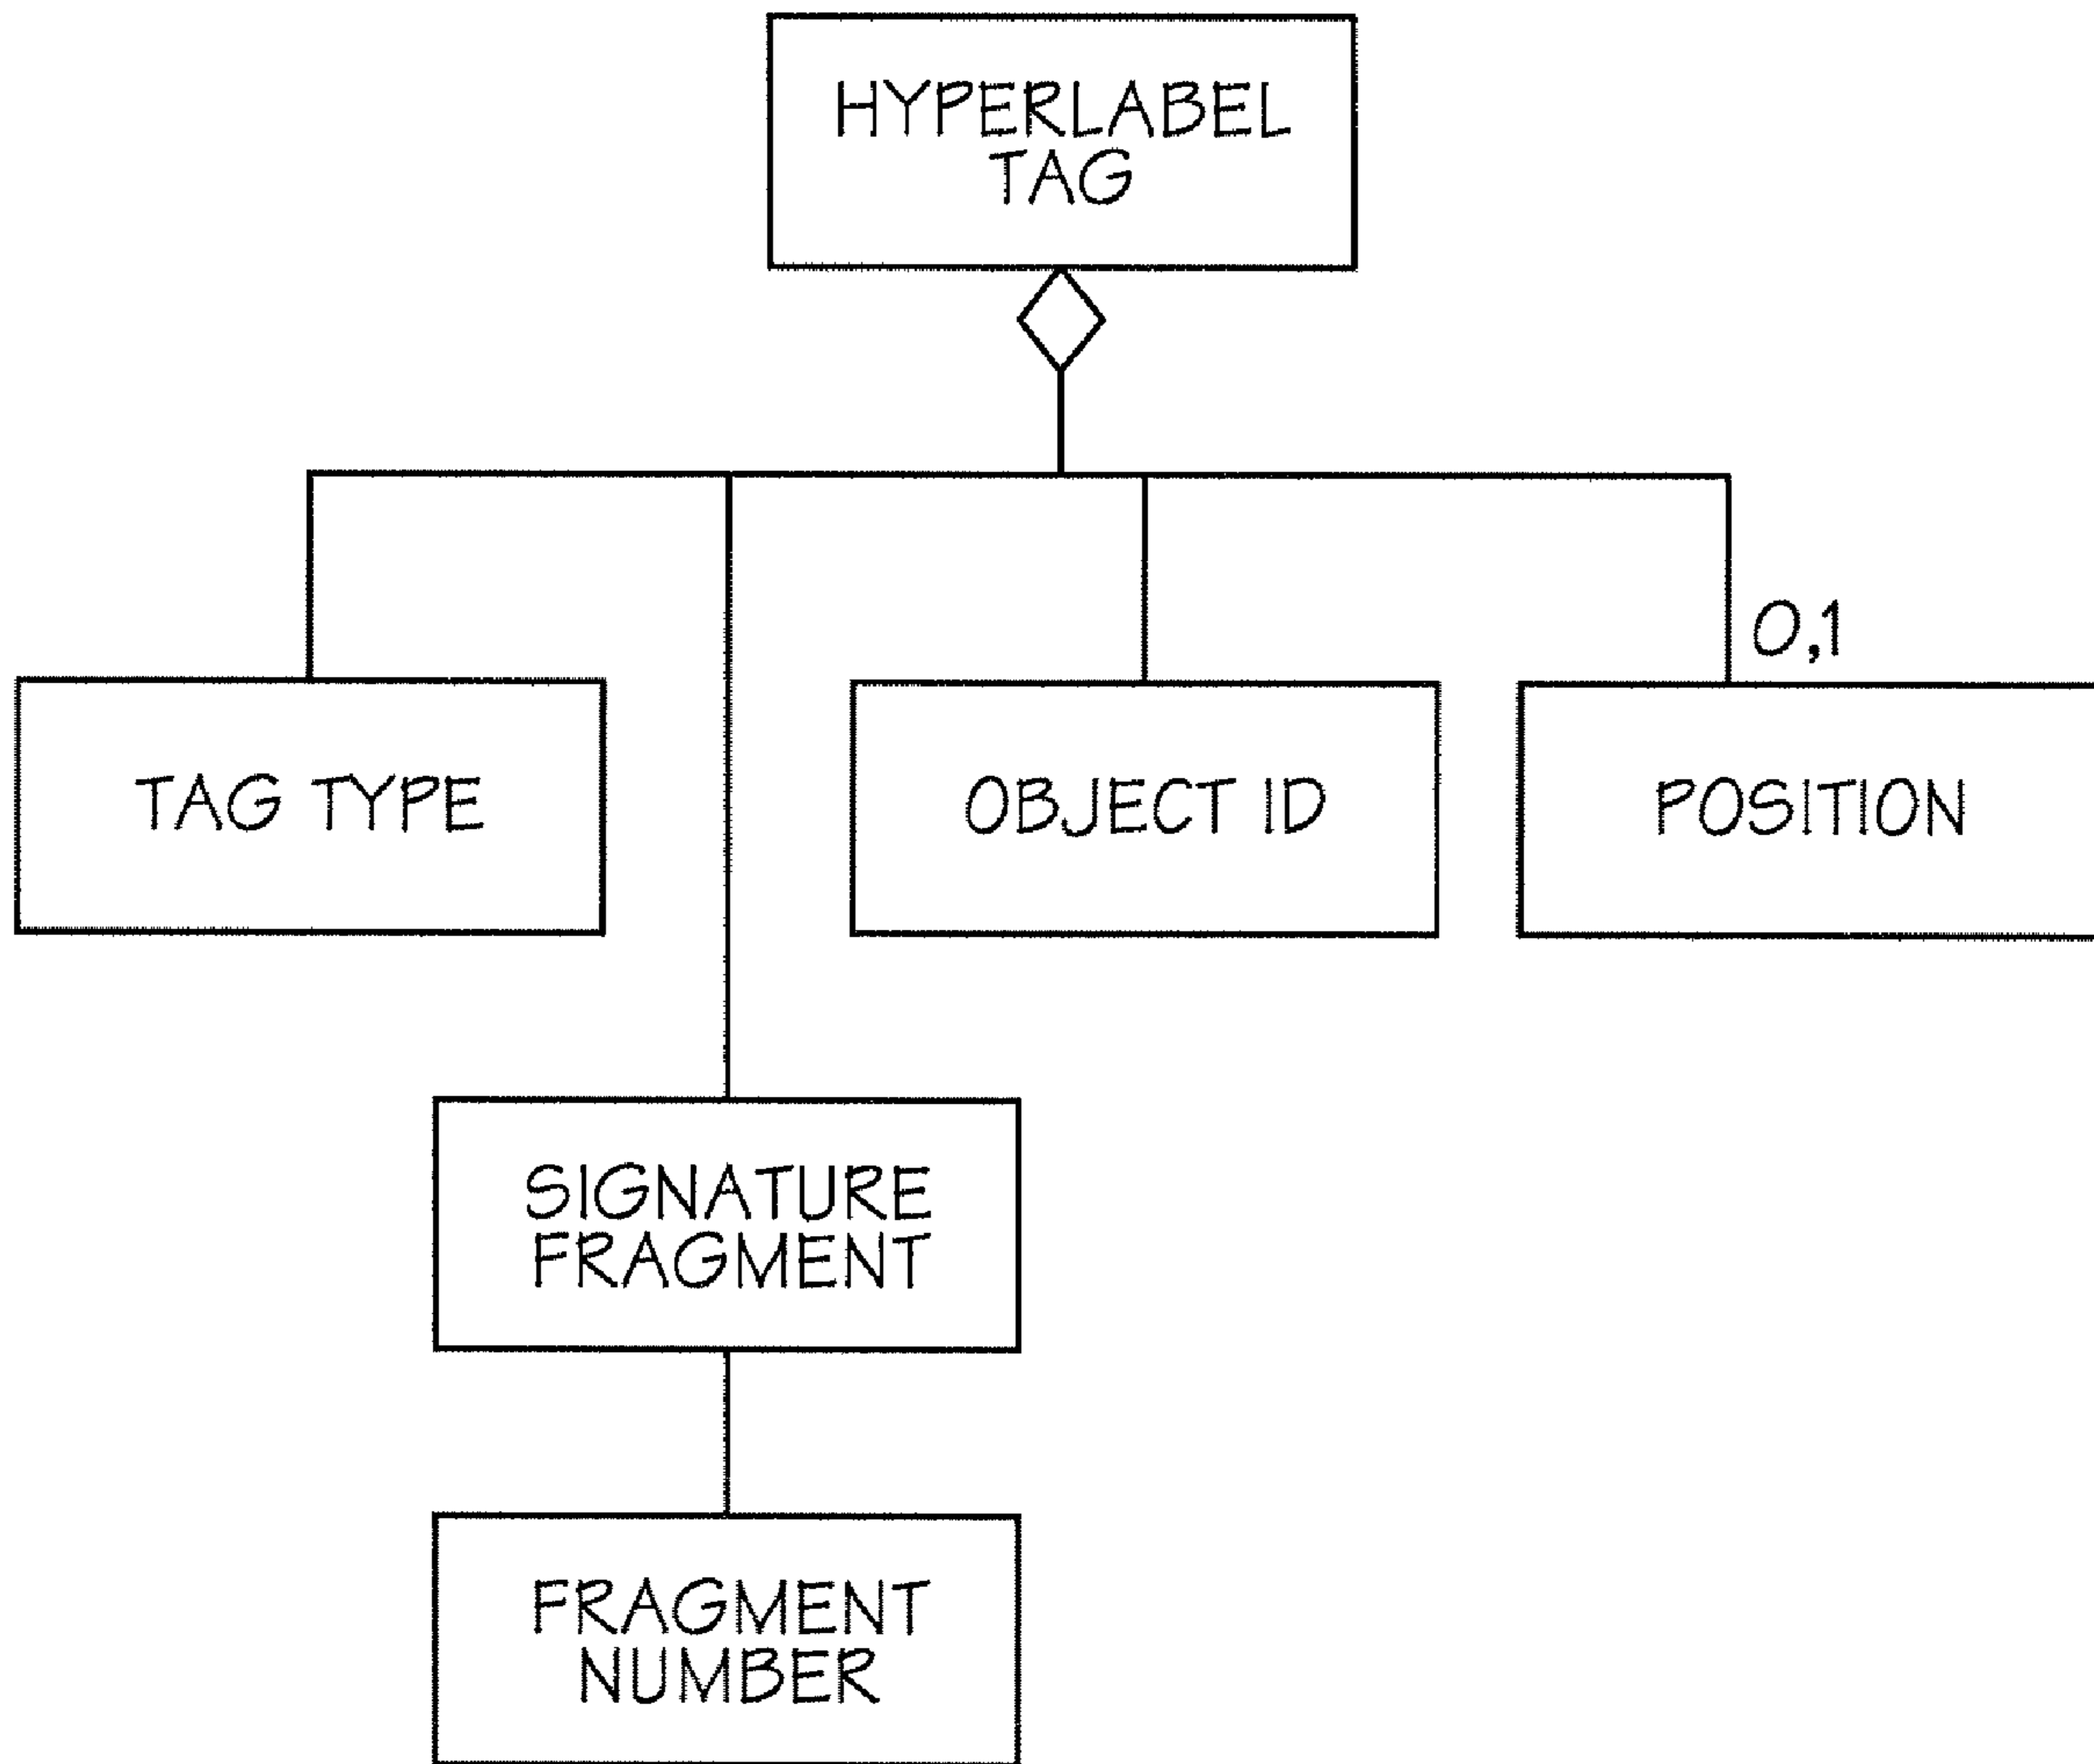 HYPERLABEL
TAG
0,1
TAG TYPE
OBJECT ID
POSITION
SIGNATURE
FRAGMENT
FRAGMENT
NUMBER